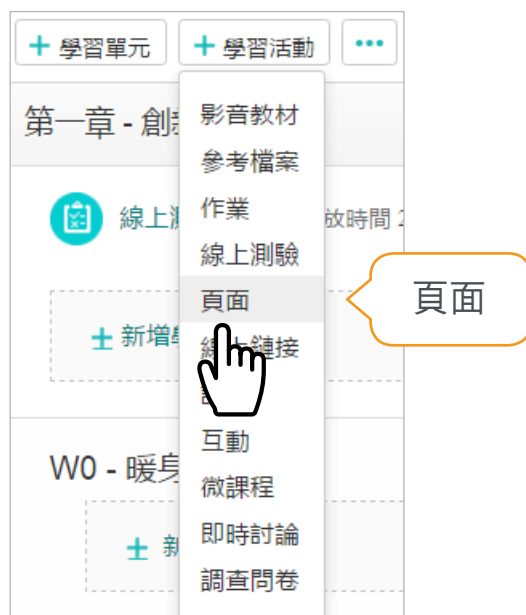 + 學習單元 + 學習活動 •••
第一章 - 創
影音教材
參考檔案
線上 作業 放時間 2
線上測驗
頁面 頁面
新增 線上鏈接
互動
W0 - 暖身
微課程
即時討論
新
調查問卷